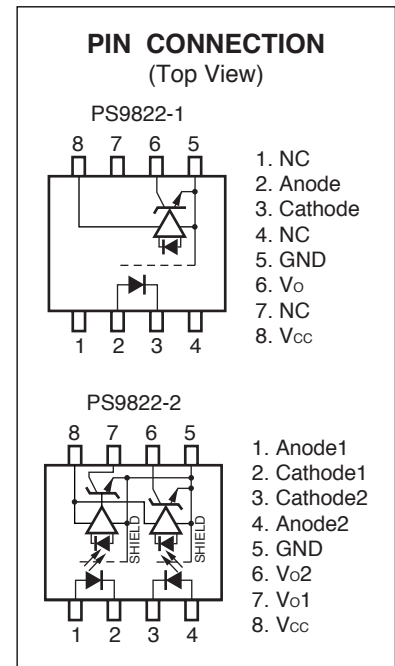 PIN CONNECTION
(Top View)
PS9822-1
8 7 6 5
1. NC
2. Anode
3. Cathode
4. NC
5. GND
6. VO
7. NC
8. VCC
1 2 3 4
PS9822-2
8 7 6 5
SHIELD
SHIELD
1. Anode1
2. Cathode1
3. Cathode2
4. Anode2
5. GND
6. VO2
7. VO1
8. VCC
1 2 3 4